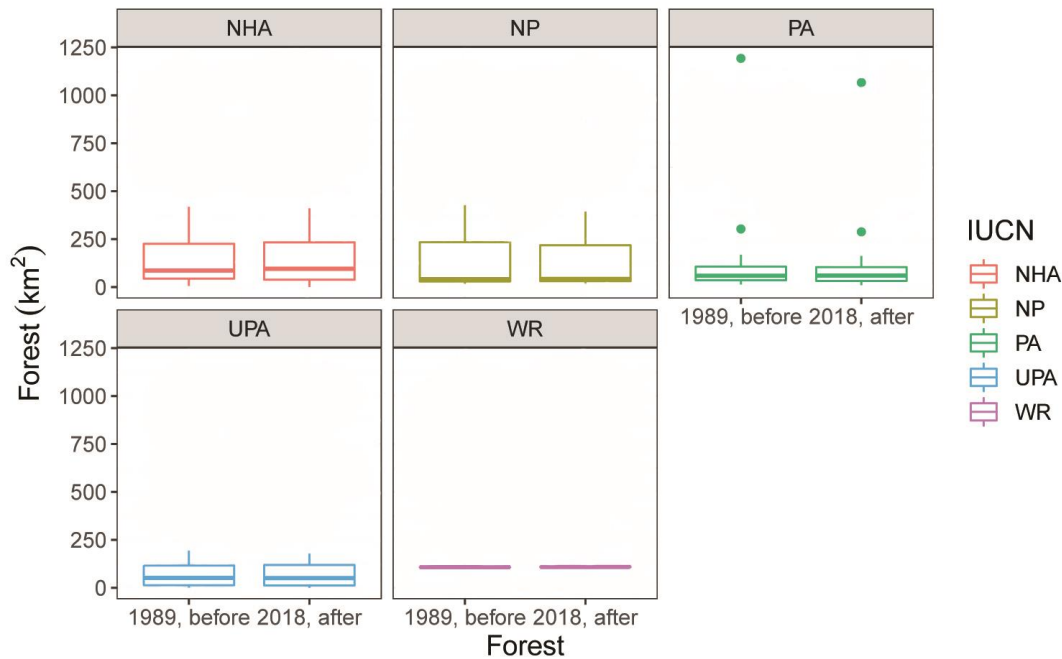 NHA
NP
PA
1250
1000
750
500
250
0
1989, before 2018, after
UPA
WR
1250
1000
750
500
250
0
1989, before 2018, after
1989, before 2018, after
Forest (km²)
Forest
IUCN
NHA
NP
PA
UPA
WR